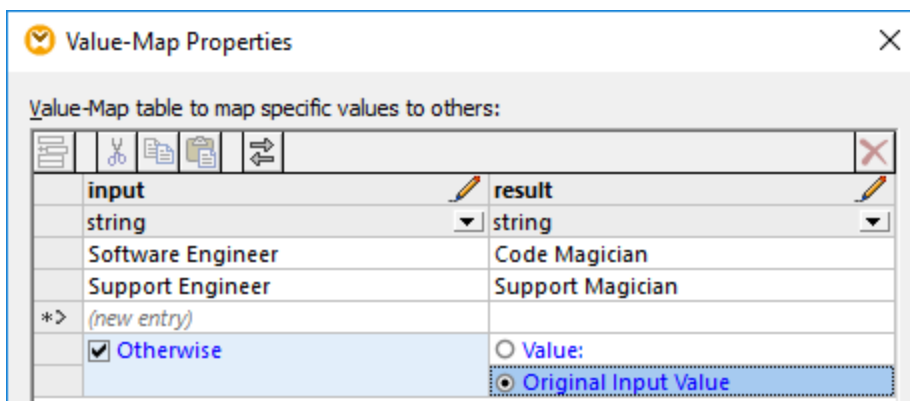 Value-Map Properties
Value-Map table to map specific values to others:
input result
string string
Software Engineer Code Magician
Support Engineer Support Magician
(new entry)
Otherwise Value:
Original Input Value